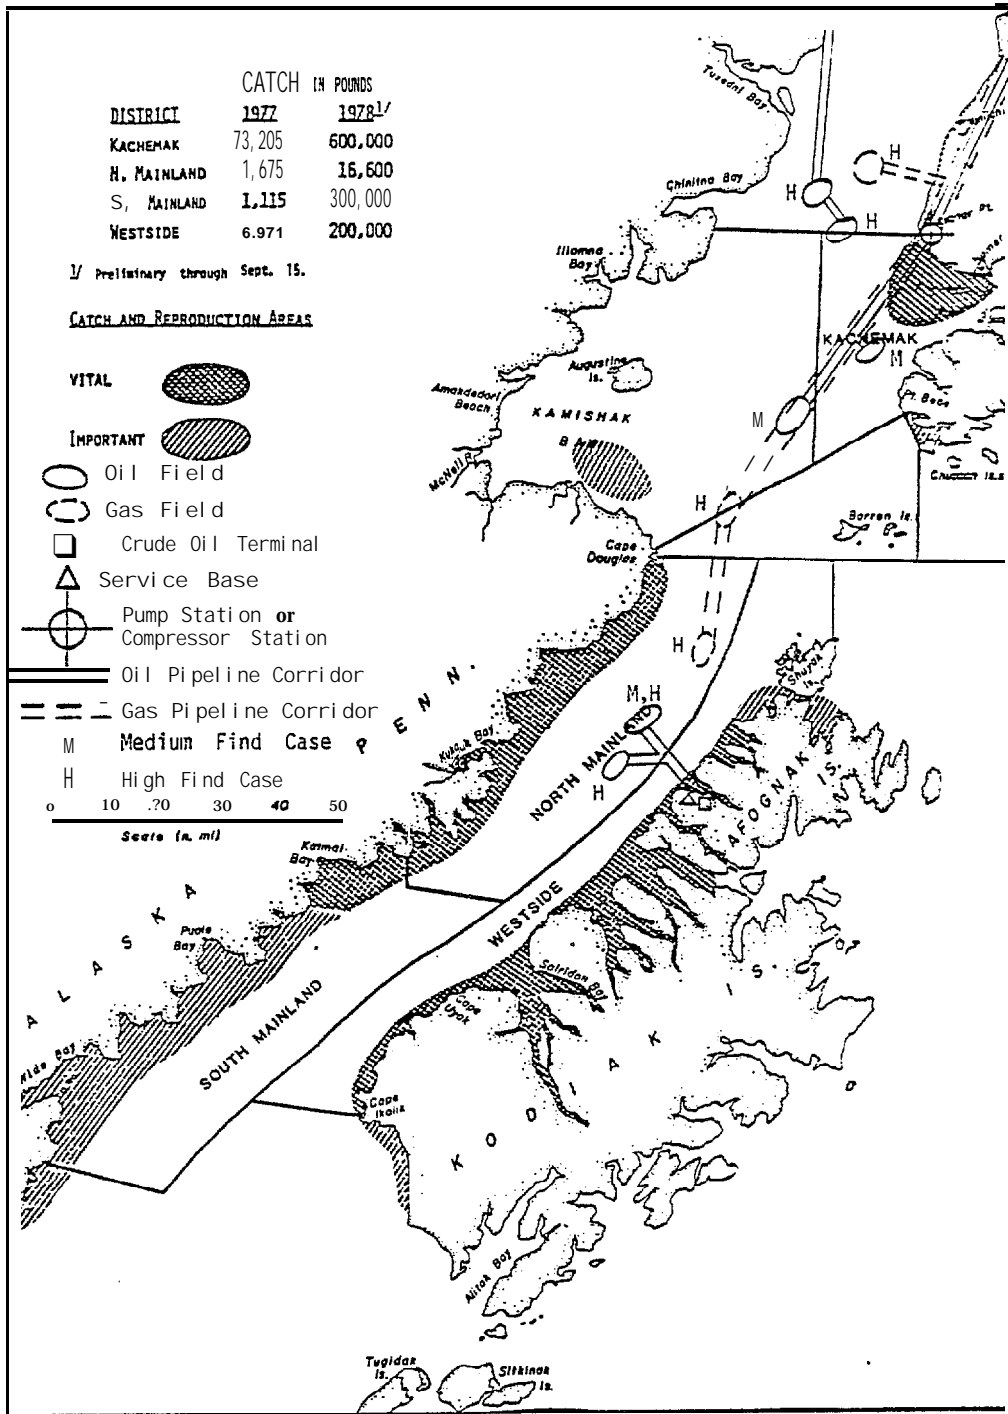 CATCH IN POUNDS
DISTRICT 1977 1978 1/
KACHEMAK 73,205 600,000
N. MAINLAND 1,675 16,600
S, MAINLAND 1,115 300,000
WESTSIDE 6.971 200,000
1/ Preliminary through Sept. 15.
CATCH AND REPRODUCTION AREAS
VITAL
IMPORTANT
Oil Field
Gas Field
Crude Oil Terminal
Service Base
Pump Station or
Compressor Station
Oil Pipeline Corridor
Gas Pipeline Corridor
M Medium Find Case
H High Find Case
0 10 .20 30 40 50
Scale (n. mi)
Tuxedni Bay
Chinitna Bay
H
H
H
Iliamna
Bay
KACHEMAK
M
Augustine
Is.
Amakdedori
Beach
KAMISHAK
BAY
McNeil R.
M
H
Barren Is.
Cape
Douglas
H
Shuyak
Is.
M,H
H
NORTH MAINLAND
AFOGNAK
IS.
PENN.
Kukak Bay
Katmai
Bay
WESTSIDE
Puale
Bay
ALASKA
SOUTH MAINLAND
Cape
Uyak
KODIAK
IS.
Wide Bay
Cape
Ikolik
Alitak Bay
Tugidak
Is.
Sitkinak
Is.